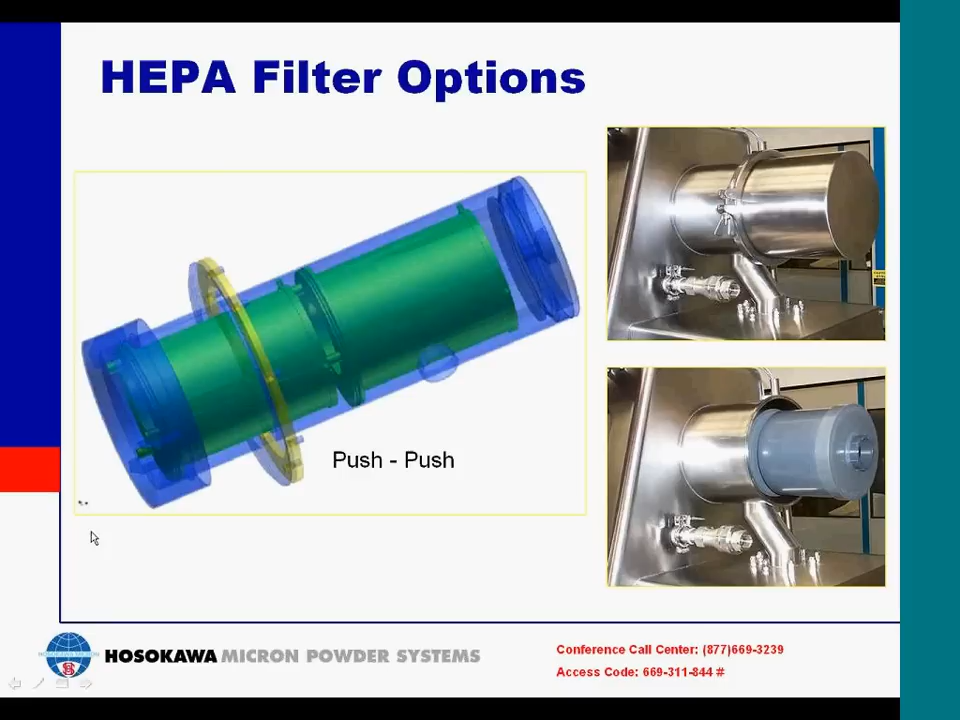 HEPA Filter Options
Push - Push
HOSOKAWA MICRON POWDER SYSTEMS
Conference Call Center: (877)669-3239
Access Code: 669-311-844 #